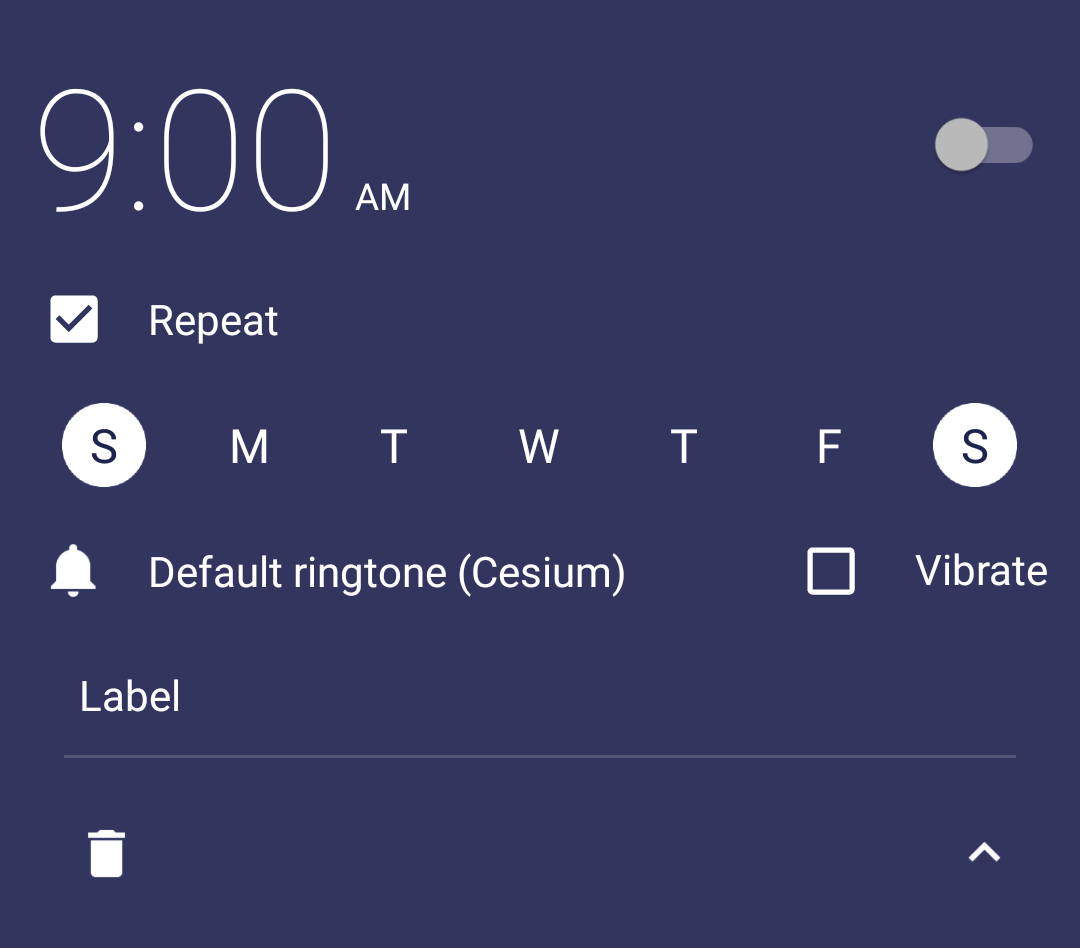 9:00 AM
Repeat
S M T W T F S
Default ringtone (Cesium) Vibrate
Label